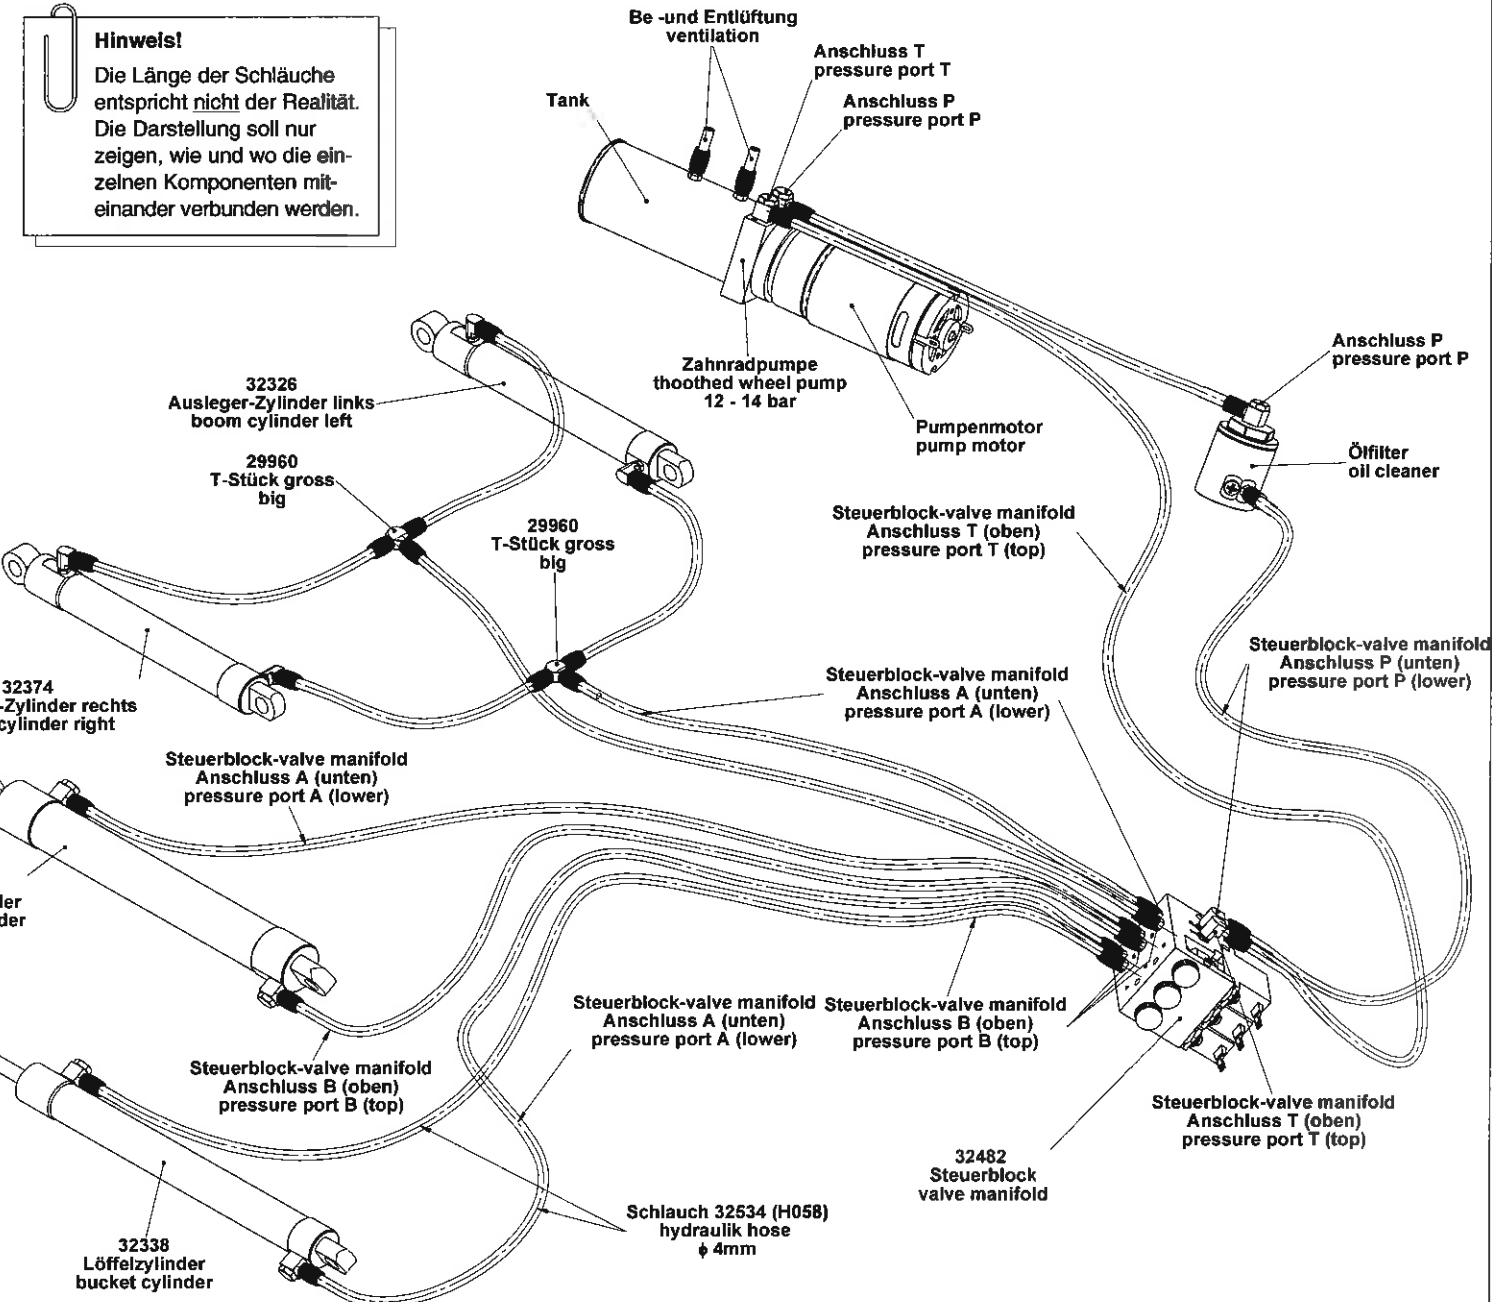 Hinweis!
Die Länge der Schläuche
entspricht nicht der Realität.
Die Darstellung soll nur
zeigen, wie und wo die ein-
zelnen Komponenten mit-
einander verbunden werden.
Be -und Entlüftung
ventilation
Anschluss T
pressure port T
Tank
Anschluss P
pressure port P
Anschluss P
pressure port P
Zahnradpumpe
thoothed wheel pump
12 - 14 bar
32326
Ausleger-Zylinder links
boom cylinder left
Pumpenmotor
pump motor
Ölfilter
oil cleaner
29960
T-Stück gross
big
29960
T-Stück gross
big
Steuerblock-valve manifold
Anschluss T (oben)
pressure port T (top)
Steuerblock-valve manifold
Anschluss P (unten)
pressure port P (lower)
Steuerblock-valve manifold
Anschluss A (unten)
pressure port A (lower)
32374
-Zylinder rechts
cylinder right
Steuerblock-valve manifold
Anschluss A (unten)
pressure port A (lower)
der
Steuerblock-valve manifold
Anschluss A (unten)
pressure port A (lower)
Steuerblock-valve manifold
Anschluss B (oben)
pressure port B (top)
Steuerblock-valve manifold
Anschluss B (oben)
pressure port B (top)
Steuerblock-valve manifold
Anschluss T (oben)
pressure port T (top)
32482
Steuerblock
valve manifold
Schlauch 32534 (H058)
hydraulik hose
ϕ 4mm
32338
Löffelzylinder
bucket cylinder